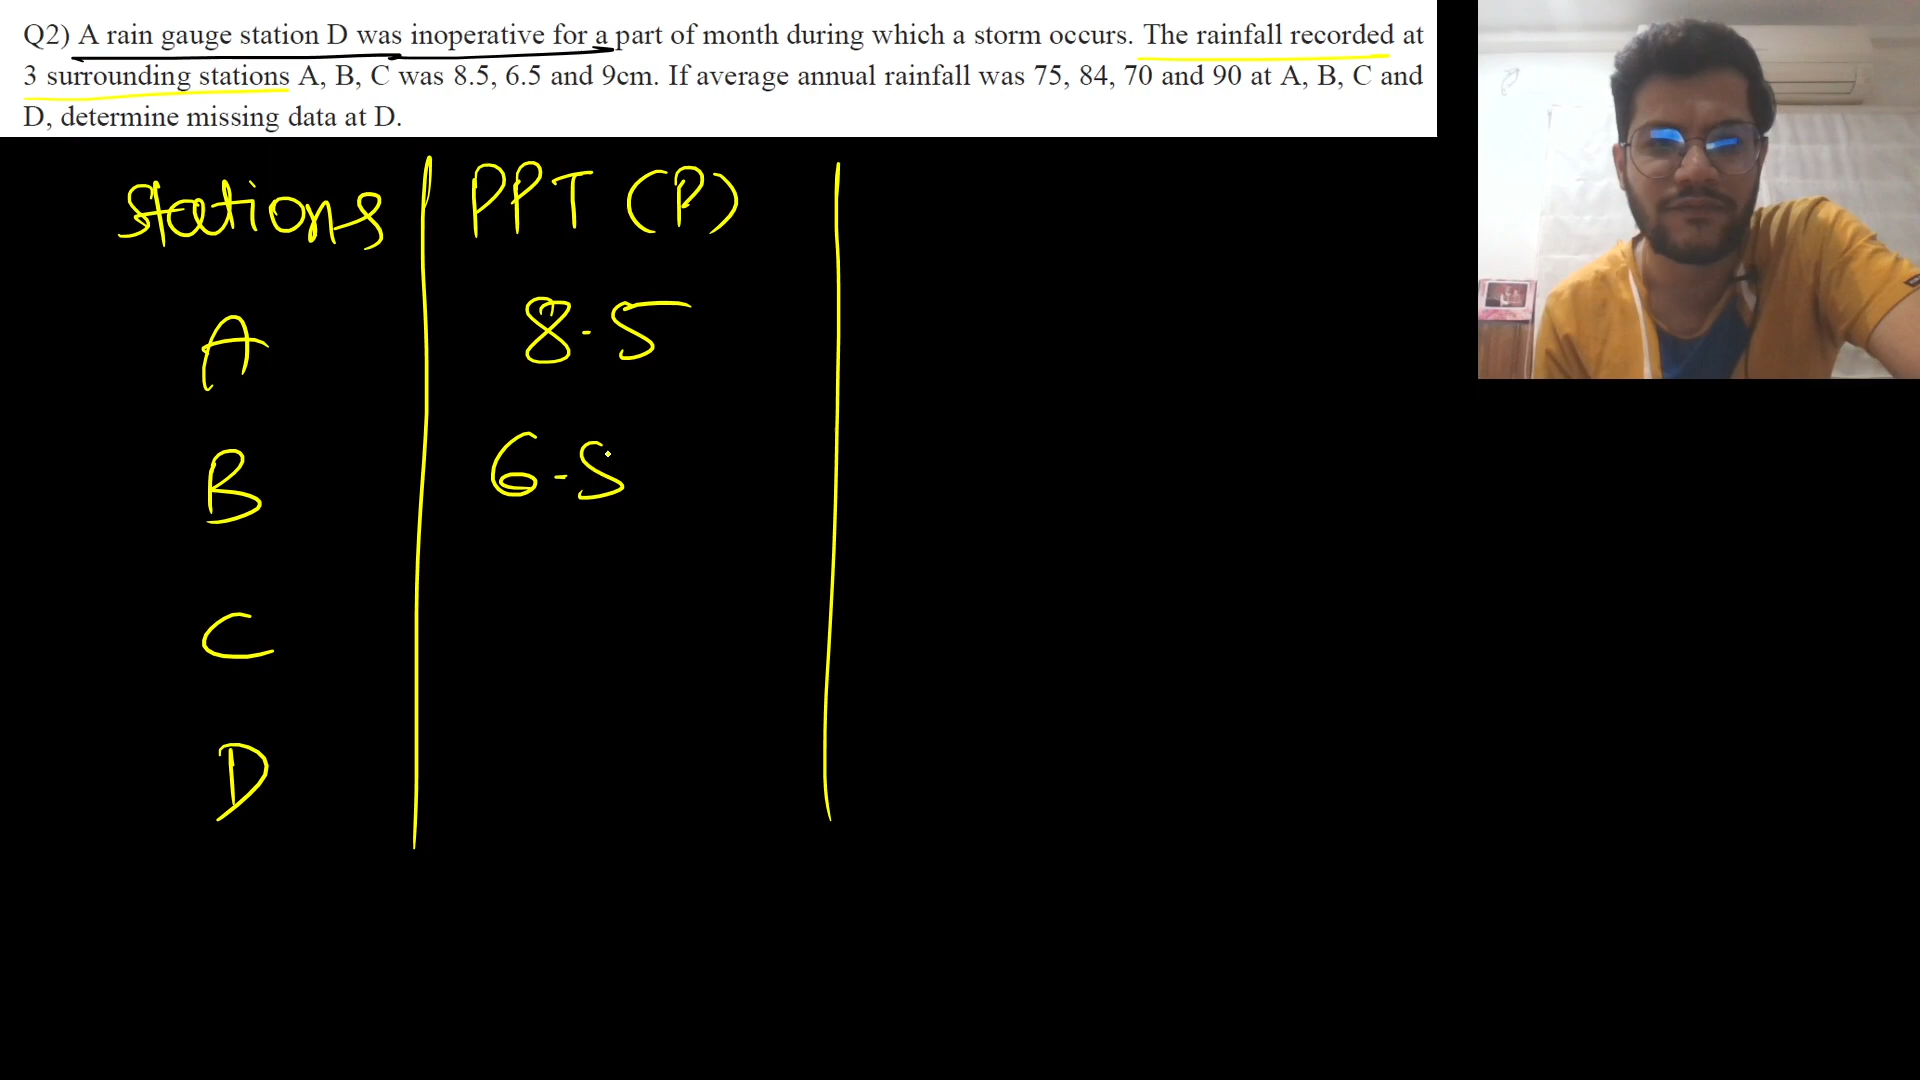 Q2) A rain gauge station D was inoperative for a part of month during which a storm occurs. The rainfall recorded at
3 surrounding stations A, B, C was 8.5, 6.5 and 9cm. If average annual rainfall was 75, 84, 70 and 90 at A, B, C and
D, determine missing data at D.
Stations PPT (P)
A 8.5
B 6.5
C
D